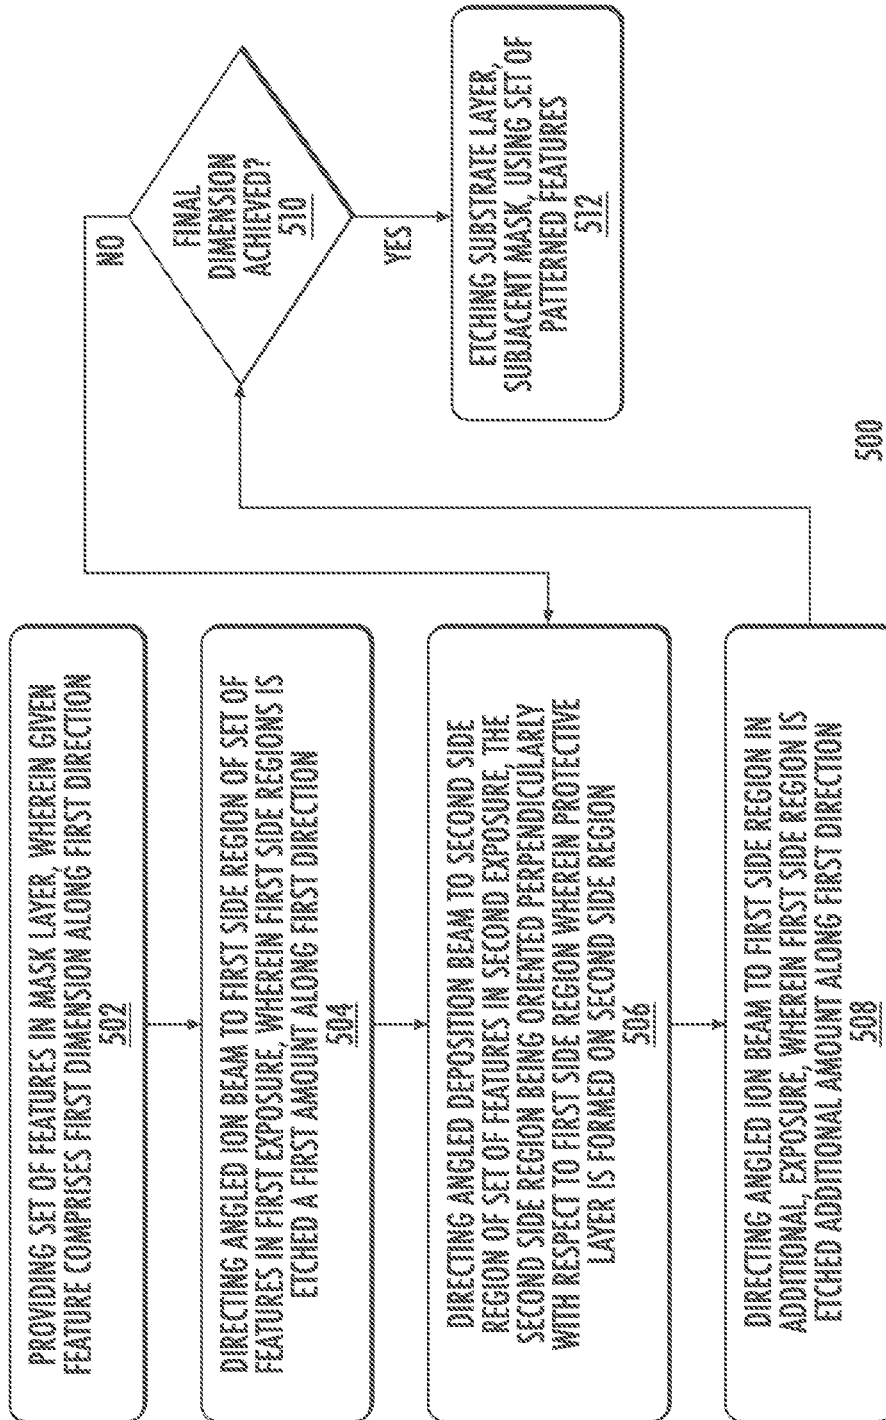 PROVIDING SET OF FEATURES IN MASK LAYER, WHEREIN GIVEN
FEATURE COMPRISES FIRST DIMENSION ALONG FIRST DIRECTION
502
DIRECTING ANGLED ION BEAM TO FIRST SIDE REGION OF SET OF
FEATURES IN FIRST EXPOSURE, WHEREIN FIRST SIDE REGIONS IS
ETCHED A FIRST AMOUNT ALONG FIRST DIRECTION
504
DIRECTING ANGLED DEPOSITION BEAM TO SECOND SIDE
REGION OF SET OF FEATURES IN SECOND EXPOSURE, THE
SECOND SIDE REGION BEING ORIENTED PERPENDICULARLY
WITH RESPECT TO FIRST SIDE REGION WHEREIN PROTECTIVE
LAYER IS FORMED ON SECOND SIDE REGION
506
DIRECTING ANGLED ION BEAM TO FIRST SIDE REGION IN
ADDITIONAL, EXPOSURE, WHEREIN FIRST SIDE REGION IS
ETCHED ADDITIONAL AMOUNT ALONG FIRST DIRECTION
508
NO
FINAL
DIMENSION
ACHIEVED?
510
YES
ETCHING SUBSTRATE LAYER,
SUBJACENT MASK, USING SET OF
PATTERNED FEATURES
512
500